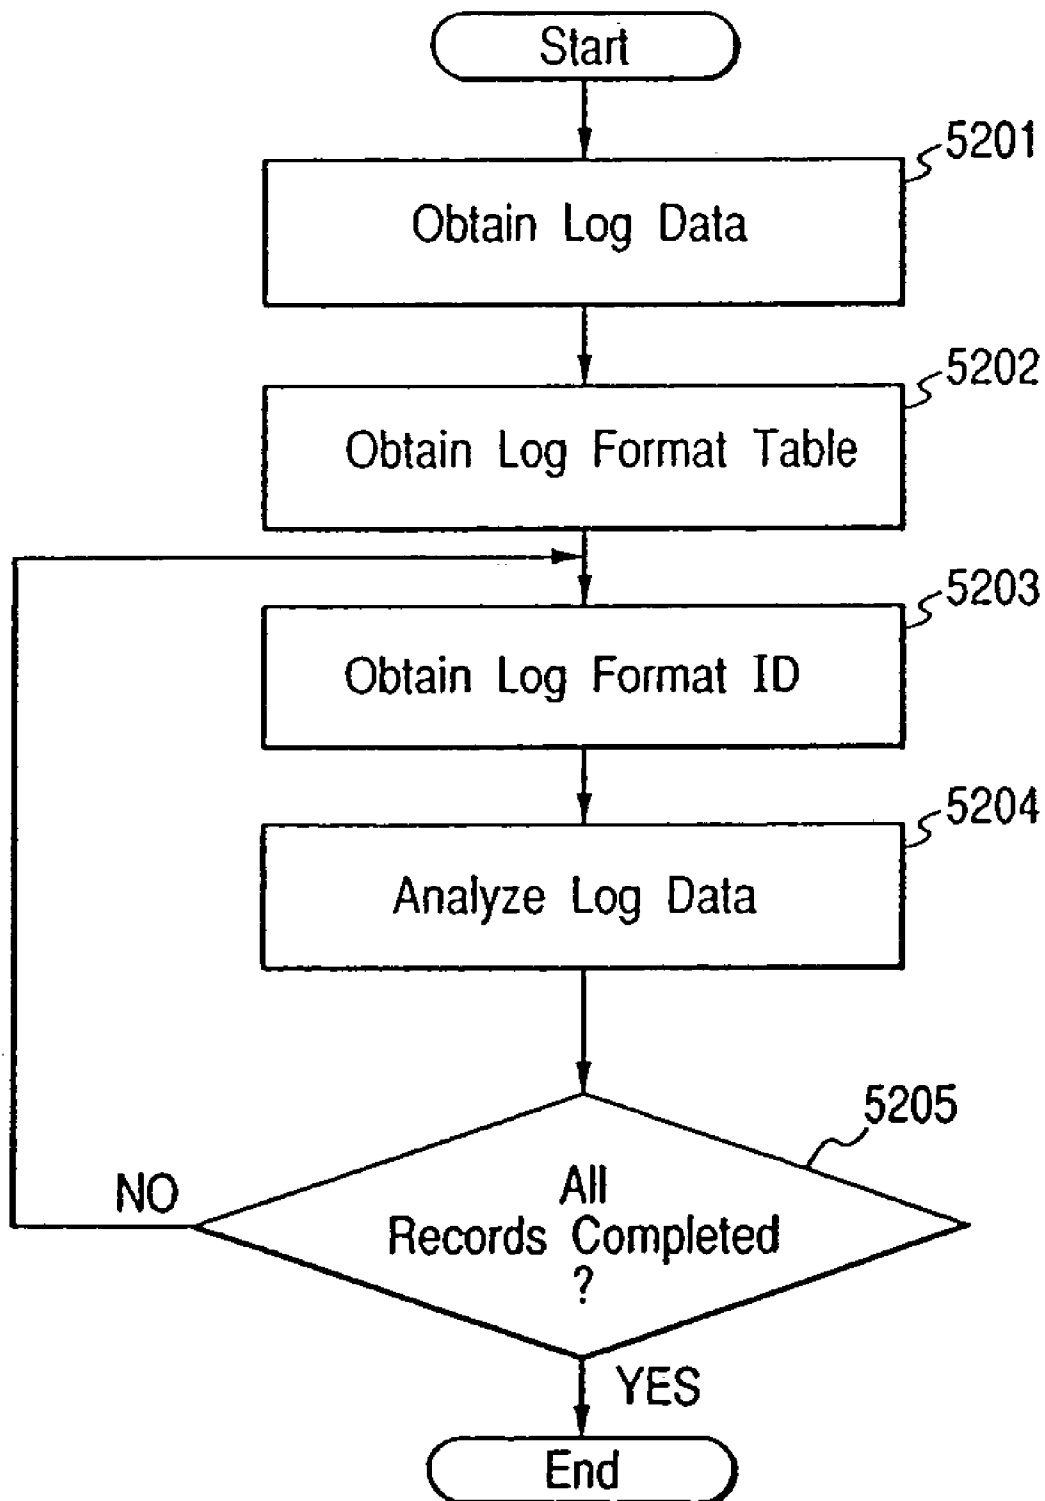 Start
5201
Obtain Log Data
5202
Obtain Log Format Table
5203
Obtain Log Format ID
5204
Analyze Log Data
5205
All
Records Completed
?
NO
YES
End